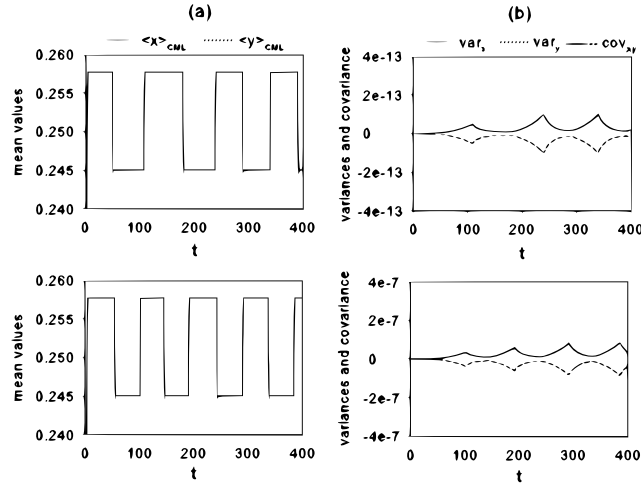 (a)
<x>CML <y>CML
0.260
0.255
0.250
0.245
0.240
mean values
0 100 200 300 400
t
(b)
varx vary covxy
4e-13
2e-13
0
-2e-13
-4e-13
variances and covariance
0 100 200 300 400
t
0.260
0.255
0.250
0.245
0.240
mean values
0 100 200 300 400
t
4e-7
2e-7
0
-2e-7
-4e-7
variances and covariance
0 100 200 300 400
t